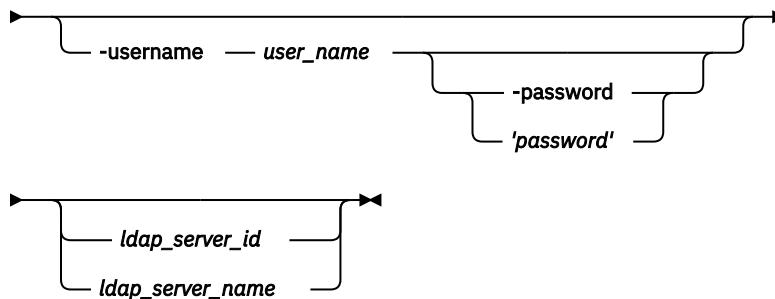 -username user_name
-password
'password'
ldap_server_id
ldap_server_name